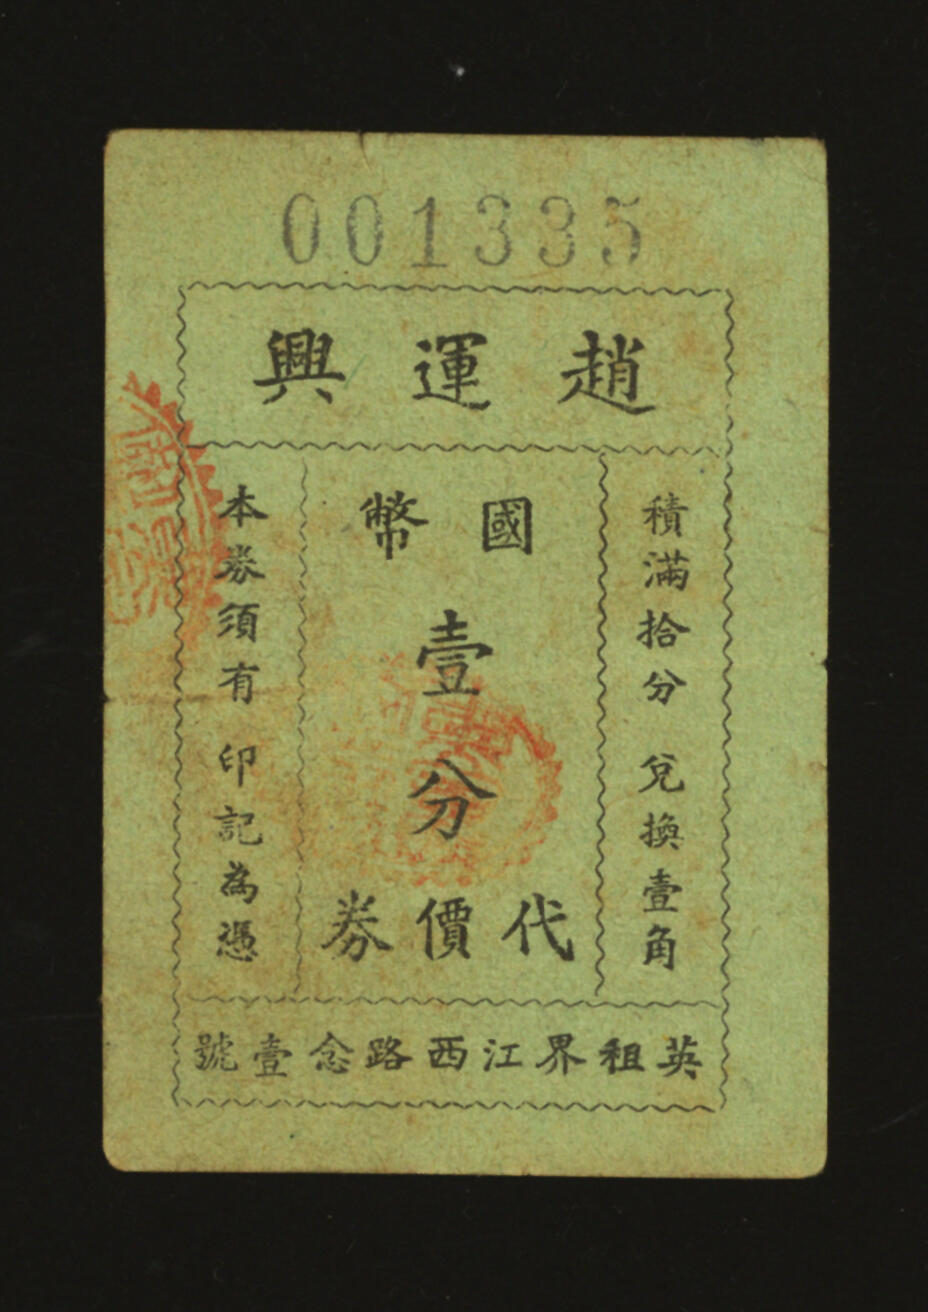 001335
趙運興
積滿拾分 兌換壹角
國幣
壹分
代價券
本券須有 印記為憑
英租界江西路念壹號